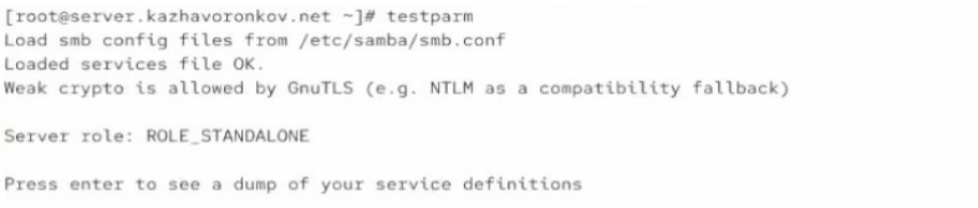 [root@server.kazhavoronkov.net ~]# testparm
Load smb config files from /etc/samba/smb.conf
Loaded services file OK.
Weak crypto is allowed by GnuTLS (e.g. NTLM as a compatibility fallback)
Server role: ROLE_STANDALONE
Press enter to see a dump of your service definitions